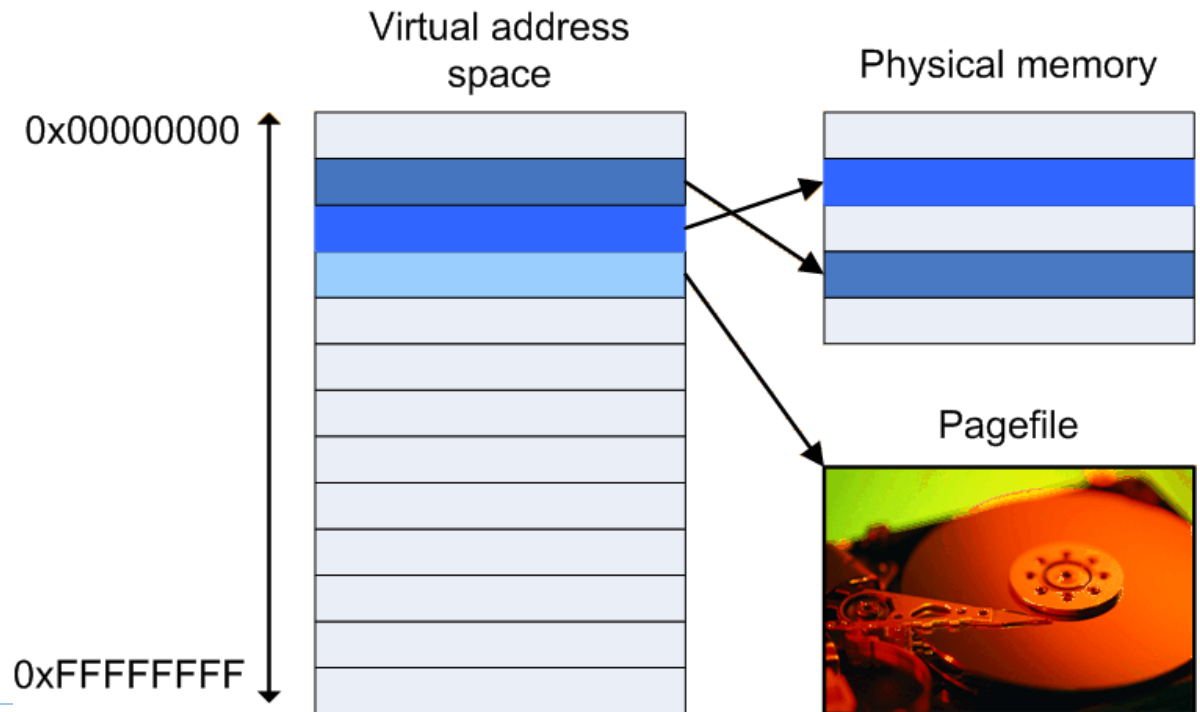 Virtual address
space
Physical memory
0x00000000
Pagefile
0xFFFFFFFF